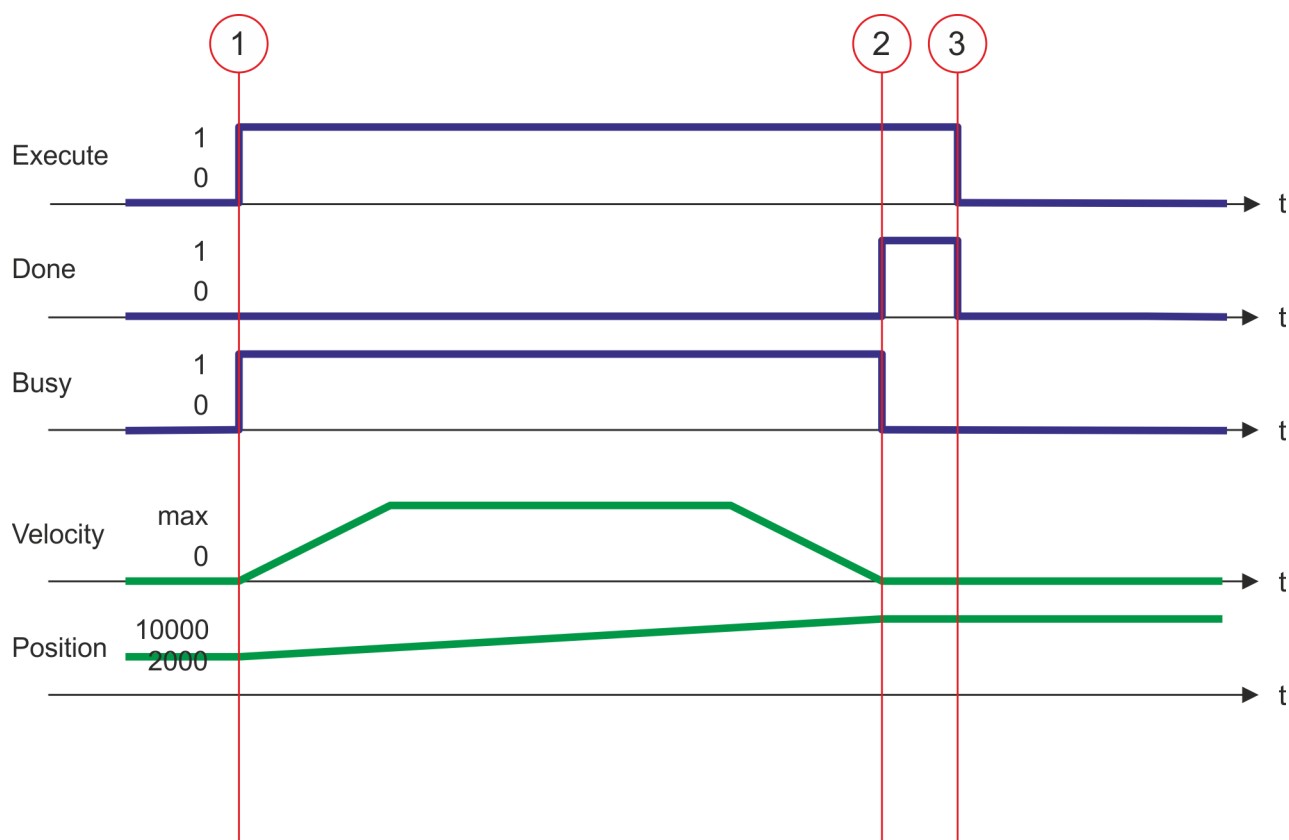 1 2 3
1
Execute
0
t
1
Done
0
t
1
Busy
0
t
max
Velocity
0
t
10000
Position
2000
t